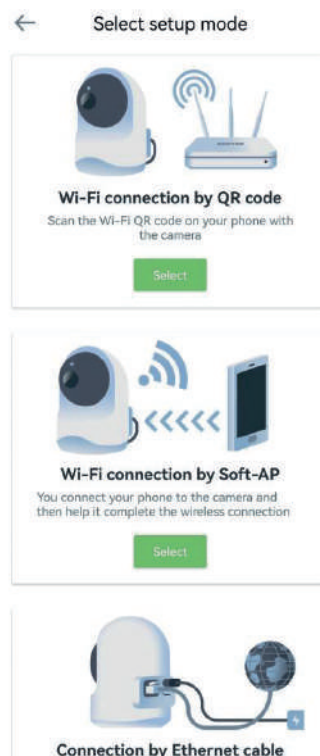 Select setup mode
Wi-Fi connection by QR code
Scan the Wi-Fi QR code on your phone with
the camera
Select
Wi-Fi connection by Soft-AP
You connect your phone to the camera and
then help it complete the wireless connection
Select
Connection by Ethernet cable